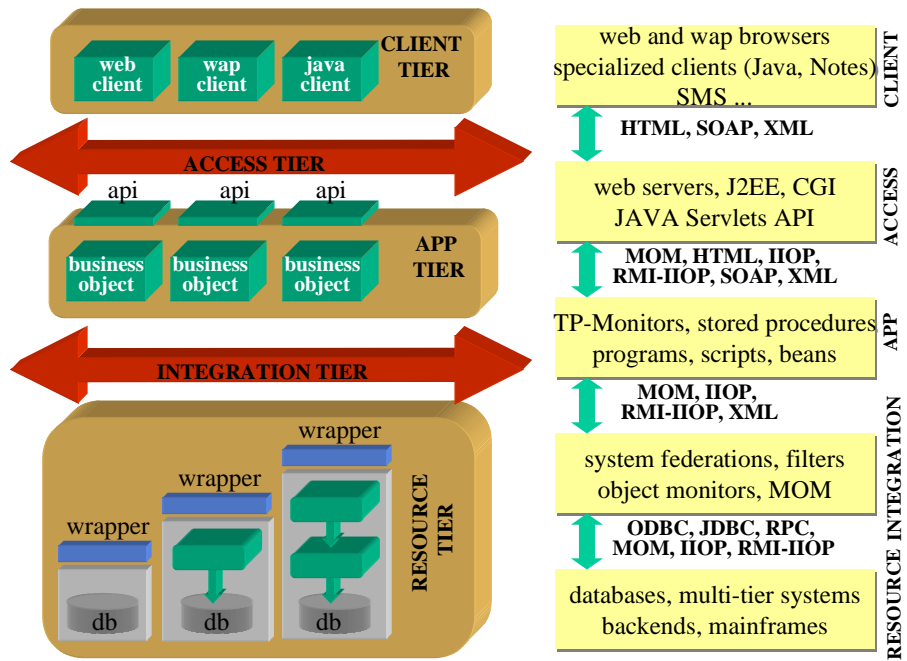 CLIENT
TIER
web
client
wap
client
java
client
ACCESS TIER
api
api
api
APP
TIER
business
object
business
object
business
object
INTEGRATION TIER
wrapper
wrapper
wrapper
db
db
db
RESOURCE
TIER
web and wap browsers
specialized clients (Java, Notes)
SMS ...
CLIENT
HTML, SOAP, XML
web servers, J2EE, CGI
JAVA Servlets API
ACCESS
MOM, HTML, IIOP,
RMI-IIOP, SOAP, XML
TP-Monitors, stored procedures
programs, scripts, beans
APP
MOM, IIOP,
RMI-IIOP, XML
system federations, filters
object monitors, MOM
INTEGRATION
ODBC, JDBC, RPC,
MOM, IIOP, RMI-IIOP
databases, multi-tier systems
backends, mainframes
RESOURCE